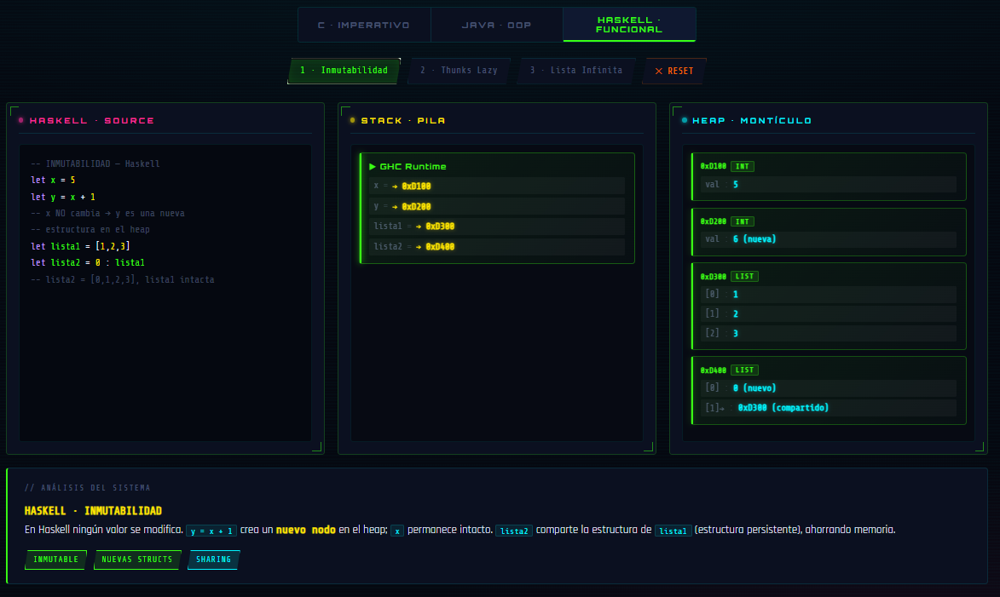 C · IMPERATIVO
JAVA · OOP
HASKELL ·
FUNCIONAL
1 · Inmutabilidad
2 · Thunks Lazy
3 · Lista Infinita
✕ RESET
HASKELL · SOURCE
-- INMUTABILIDAD — Haskell
let x = 5
let y = x + 1
-- x NO cambia → y es una nueva
-- estructura en el heap
let lista1 = [1,2,3]
let lista2 = 0 : lista1
-- lista2 = [0,1,2,3], lista1 intacta
STACK · PILA
▶ GHC Runtime
x = → 0xD100
y = → 0xD200
lista1 = → 0xD300
lista2 = → 0xD400
HEAP · MONTÍCULO
0xD100 INT
val : 5
0xD200 INT
val : 6 (nueva)
0xD300 LIST
[0] : 1
[1] : 2
[2] : 3
0xD400 LIST
[0] : 0 (nuevo)
[1]→ : 0xD300 (compartido)
// ANÁLISIS DEL SISTEMA
HASKELL · INMUTABILIDAD
En Haskell ningún valor se modifica. y = x + 1 crea un nuevo nodo en el heap; x permanece intacto. lista2 comparte la estructura de lista1 (estructura persistente), ahorrando memoria.
INMUTABLE
NUEVAS STRUCTS
SHARING